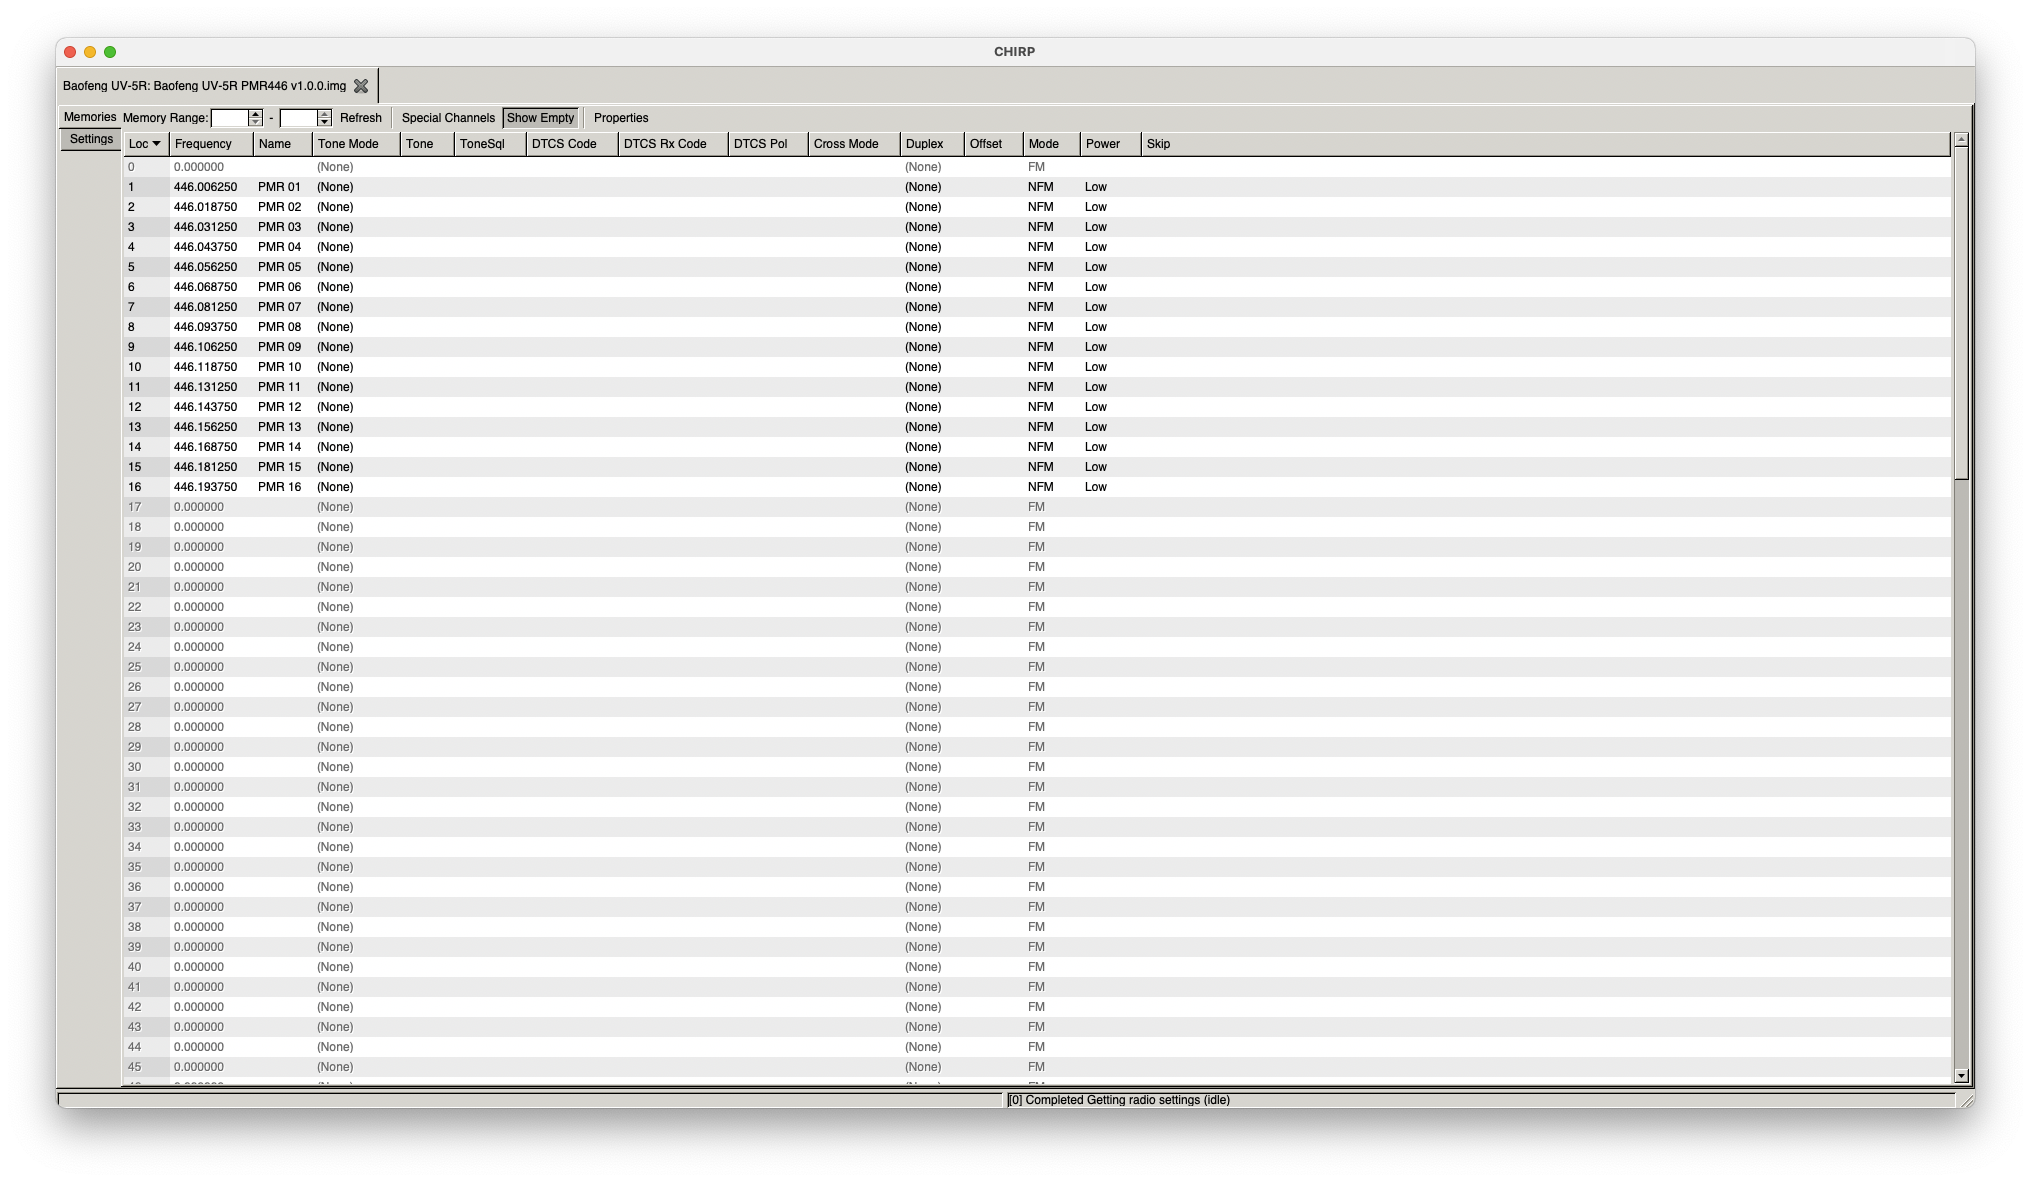 CHIRP
Baofeng UV-5R: Baofeng UV-5R PMR446 v1.0.0.img
Memories Memory Range: - Refresh Special Channels Show Empty Properties
Settings
Loc Frequency Name Tone Mode Tone ToneSql DTCS Code DTCS Rx Code DTCS Pol Cross Mode Duplex Offset Mode Power Skip
0 0.000000 (None) (None) FM
1 446.006250 PMR 01 (None) (None) NFM Low
2 446.018750 PMR 02 (None) (None) NFM Low
3 446.031250 PMR 03 (None) (None) NFM Low
4 446.043750 PMR 04 (None) (None) NFM Low
5 446.056250 PMR 05 (None) (None) NFM Low
6 446.068750 PMR 06 (None) (None) NFM Low
7 446.081250 PMR 07 (None) (None) NFM Low
8 446.093750 PMR 08 (None) (None) NFM Low
9 446.106250 PMR 09 (None) (None) NFM Low
10 446.118750 PMR 10 (None) (None) NFM Low
11 446.131250 PMR 11 (None) (None) NFM Low
12 446.143750 PMR 12 (None) (None) NFM Low
13 446.156250 PMR 13 (None) (None) NFM Low
14 446.168750 PMR 14 (None) (None) NFM Low
15 446.181250 PMR 15 (None) (None) NFM Low
16 446.193750 PMR 16 (None) (None) NFM Low
17 0.000000 (None) (None) FM
18 0.000000 (None) (None) FM
19 0.000000 (None) (None) FM
20 0.000000 (None) (None) FM
21 0.000000 (None) (None) FM
22 0.000000 (None) (None) FM
23 0.000000 (None) (None) FM
24 0.000000 (None) (None) FM
25 0.000000 (None) (None) FM
26 0.000000 (None) (None) FM
27 0.000000 (None) (None) FM
28 0.000000 (None) (None) FM
29 0.000000 (None) (None) FM
30 0.000000 (None) (None) FM
31 0.000000 (None) (None) FM
32 0.000000 (None) (None) FM
33 0.000000 (None) (None) FM
34 0.000000 (None) (None) FM
35 0.000000 (None) (None) FM
36 0.000000 (None) (None) FM
37 0.000000 (None) (None) FM
38 0.000000 (None) (None) FM
39 0.000000 (None) (None) FM
40 0.000000 (None) (None) FM
41 0.000000 (None) (None) FM
42 0.000000 (None) (None) FM
43 0.000000 (None) (None) FM
44 0.000000 (None) (None) FM
45 0.000000 (None) (None) FM
[0] Completed Getting radio settings (idle)